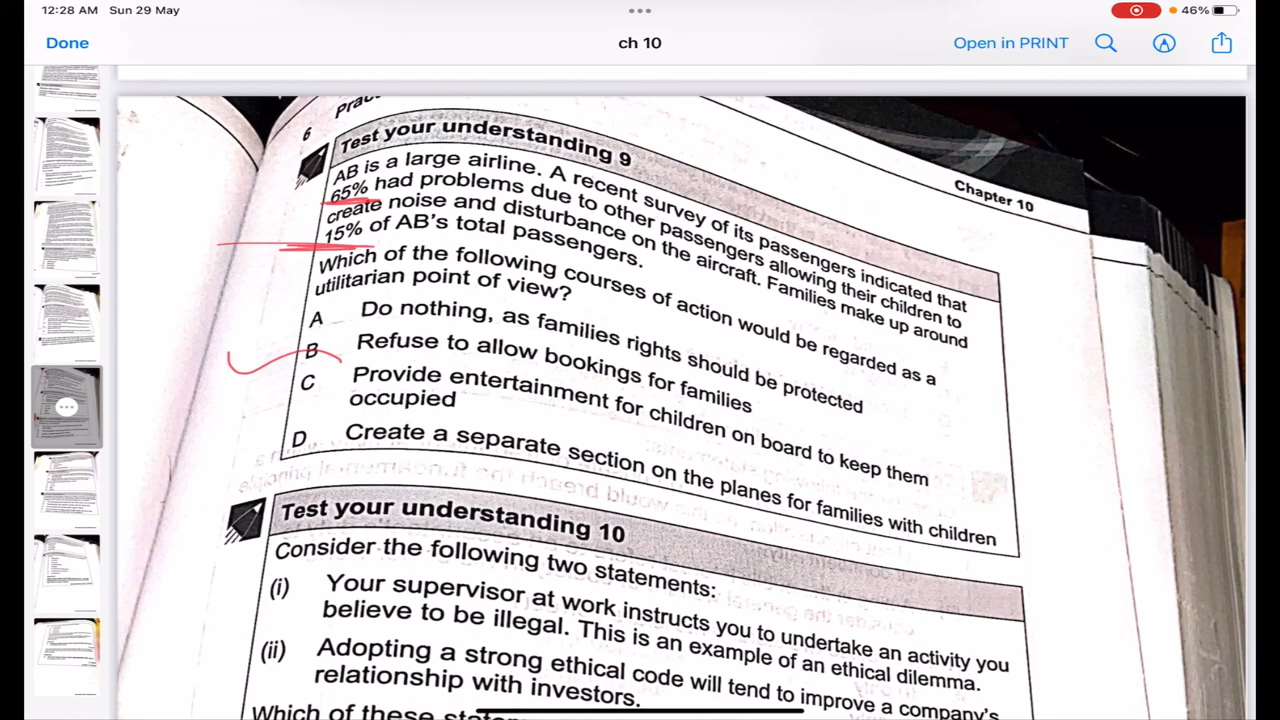 12:28 AM Sun 29 May
46%
Done
ch 10
Open in PRINT
Chapter 10
6
Test your understanding 9
AB is a large airline. A recent survey of its passengers indicated that
65% had problems due to other passengers allowing their children to
create noise and disturbance on the aircraft. Families make up around
15% of AB's total passengers.
Which of the following courses of action would be regarded as a
utilitarian point of view?
A Do nothing, as families rights should be protected
B Refuse to allow bookings for families
C Provide entertainment for children on board to keep them
occupied
D Create a separate section on the planes for families with children
Test your understanding 10
Consider the following two statements:
(i) Your supervisor at work instructs you to undertake an activity you
believe to be illegal. This is an example of an ethical dilemma.
(ii) Adopting a strong ethical code will tend to improve a company's
relationship with investors.
Which of these